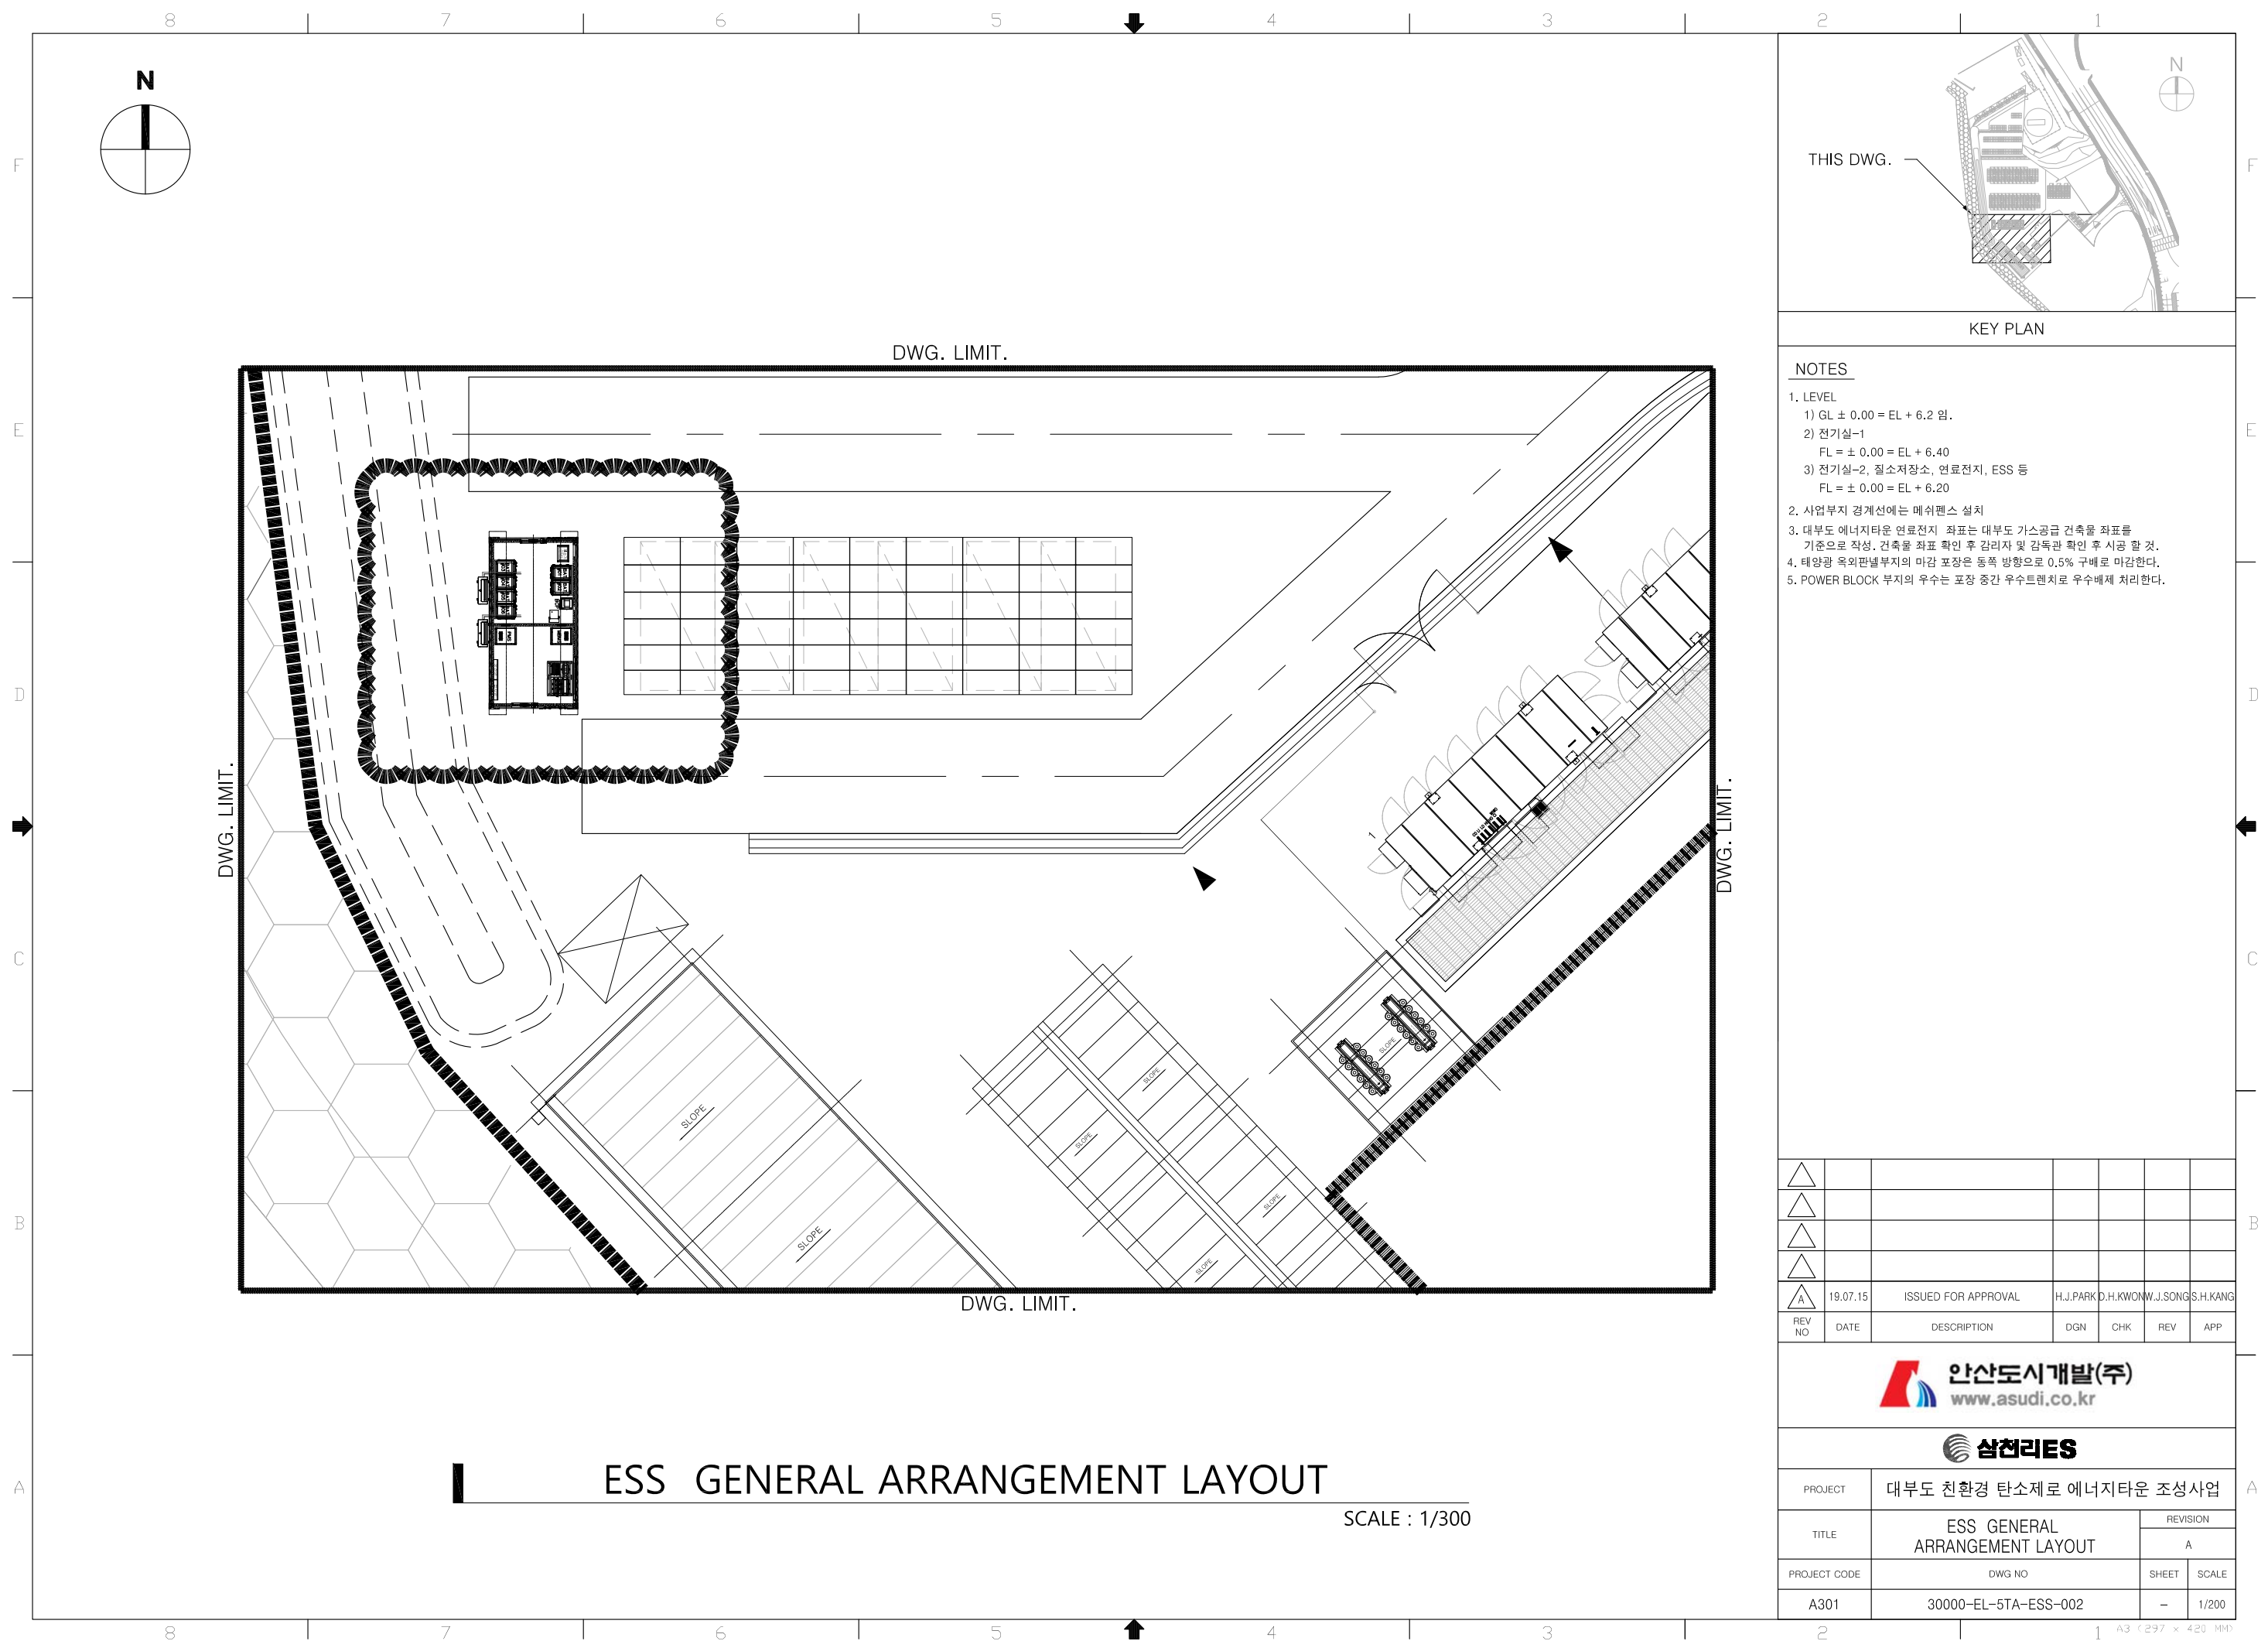 8 7 6 5 4 3 2 1
N
N
THIS DWG.
KEY PLAN
F F
E E
D D
C C
B B
A A
NOTES
1. LEVEL
1) GL ± 0.00 = EL + 6.2 임.
2) 전기실-1
FL = ± 0.00 = EL + 6.40
3) 전기실-2, 질소저장소, 연료전지, ESS 등
FL = ± 0.00 = EL + 6.20
2. 사업부지 경계선에는 메쉬펜스 설치
3. 대부도 에너지타운 연료전지 좌표는 대부도 가스공급 건축물 좌표를
기준으로 작성. 건축물 좌표 확인 후 감리자 및 감독관 확인 후 시공 할 것.
4. 태양광 옥외판넬부지의 마감 포장은 동쪽 방향으로 0.5% 구배로 마감한다.
5. POWER BLOCK 부지의 우수는 포장 중간 우수트렌치로 우수배제 처리한다.
DWG. LIMIT.
DWG. LIMIT.
DWG. LIMIT.
DWG. LIMIT.
PMS
1
SLOPE
SLOPE
SLOPE
SLOPE
SLOPE
SLOPE
SLOPE
ESS GENERAL ARRANGEMENT LAYOUT
SCALE : 1/300
A 19.07.15 ISSUED FOR APPROVAL H.J.PARK D.H.KWON W.J.SONG S.H.KANG
REV NO DATE DESCRIPTION DGN CHK REV APP
안산도시개발(주)
www.asudi.co.kr
삼천리ES
PROJECT 대부도 친환경 탄소제로 에너지타운 조성사업
TITLE ESS GENERAL
ARRANGEMENT LAYOUT
REVISION
A
PROJECT CODE DWG NO SHEET SCALE
A301 30000-EL-5TA-ESS-002 - 1/200
8 7 6 5 4 3 2 1
A3 (297 x 420 MM)